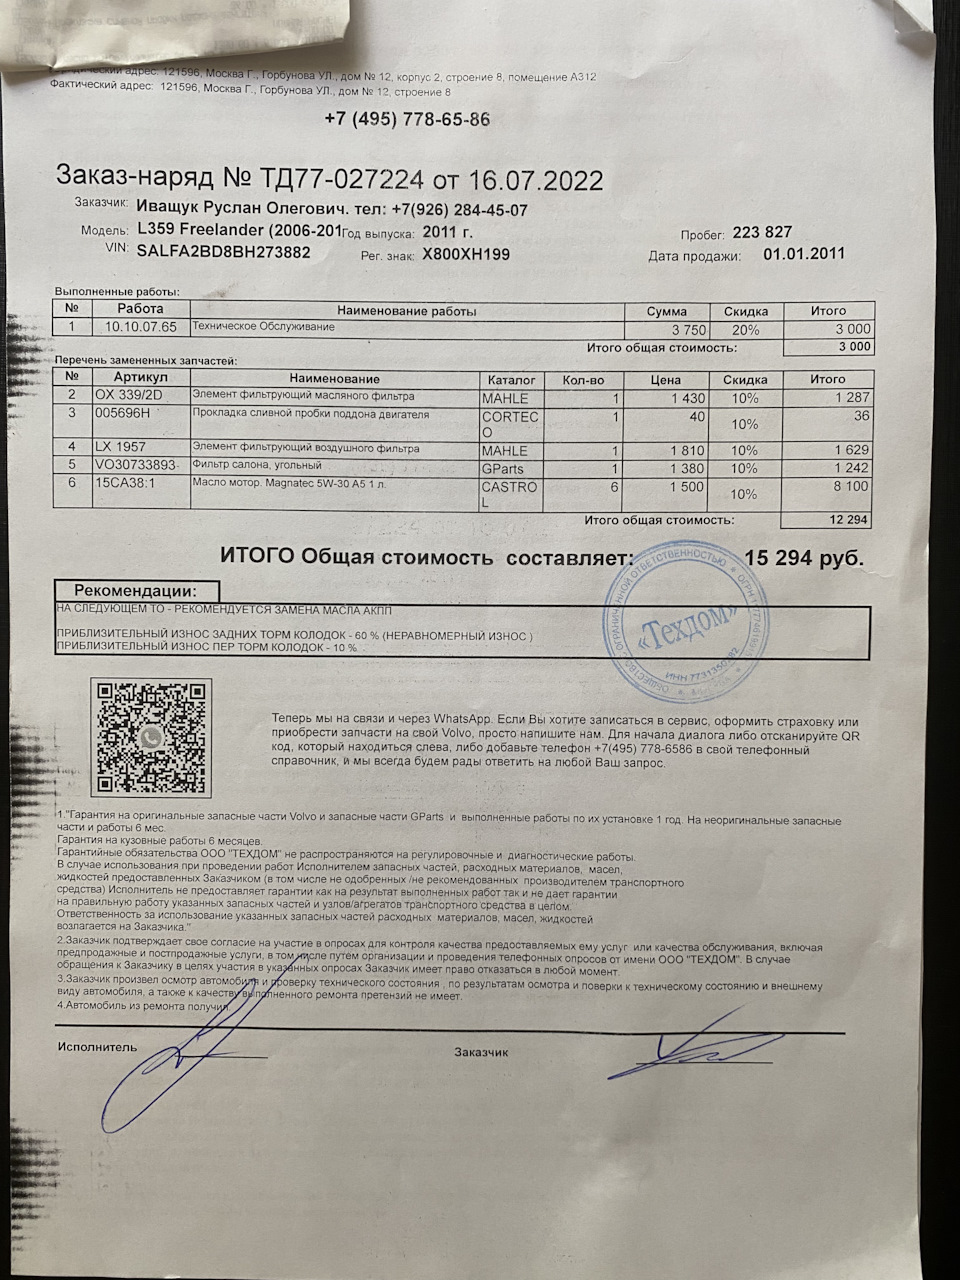 адрес: 121596, Москва Г., Горбунова УЛ., дом № 12, корпус 2, строение 8, помещение А312
Фактический адрес: 121596, Москва Г., Горбунова УЛ., дом № 12, строение 8
+7 (495) 778-65-86
Заказ-наряд № ТД77-027224 от 16.07.2022
Заказчик: Иващук Руслан Олегович. тел: +7(926) 284-45-07
Модель: L359 Freelander (2006-201 Год выпуска: 2011 г. Пробег: 223 827
VIN: SALFA2BD8BH273882 Рег. знак: X800XH199 Дата продажи: 01.01.2011
Выполненные работы:
№ Работа Наименование работы Сумма Скидка Итого
1 10.10.07.65 Техническое Обслуживание 3 750 20% 3 000
Итого общая стоимость: 3 000
Перечень замененных запчастей:
№ Артикул Наименование Каталог Кол-во Цена Скидка Итого
2 OX 339/2D Элемент фильтрующий масляного фильтра MAHLE 1 1 430 10% 1 287
3 005696H Прокладка сливной пробки поддона двигателя CORTECO 1 40 10% 36
4 LX 1957 Элемент фильтрующий воздушного фильтра MAHLE 1 1 810 10% 1 629
5 VO30733893- Фильтр салона, угольный GParts 1 1 380 10% 1 242
6 15CA38:1 Масло мотор. Magnatec 5W-30 A5 1 л. CASTROL 6 1 500 10% 8 100
Итого общая стоимость: 12 294
ИТОГО Общая стоимость составляет: 15 294 руб.
Рекомендации:
НА СЛЕДУЮЩЕМ ТО - РЕКОМЕНДУЕТСЯ ЗАМЕНА МАСЛА АКПП
ПРИБЛИЗИТЕЛЬНЫЙ ИЗНОС ЗАДНИХ ТОРМ КОЛОДОК - 60 % (НЕРАВНОМЕРНЫЙ ИЗНОС )
ПРИБЛИЗИТЕЛЬНЫЙ ИЗНОС ПЕР ТОРМ КОЛОДОК - 10 %
«Техдом»
Теперь мы на связи и через WhatsApp. Если Вы хотите записаться в сервис, оформить страховку или
приобрести запчасти на свой Volvo, просто напишите нам. Для начала диалога либо отсканируйте QR
код, который находиться слева, либо добавьте телефон +7(495) 778-6586 в свой телефонный
справочник, и мы всегда будем рады ответить на любой Ваш запрос.
1."Гарантия на оригинальные запасные части Volvo и запасные части GParts и выполненные работы по их установке 1 год. На неоригинальные запасные
части и работы 6 мес.
Гарантия на кузовные работы 6 месяцев.
Гарантийные обязательства ООО "ТЕХДОМ" не распространяются на регулировочные и диагностические работы.
В случае использования при проведении работ Исполнителем запасных частей, расходных материалов, масел,
жидкостей предоставленных Заказчиком (в том числе не одобренных /не рекомендованных производителем транспортного
средства) Исполнитель не предоставляет гарантии как на результат выполненных работ так и не дает гарантии
на правильную работу указанных запасных частей и узлов/агрегатов транспортного средства в целом.
Ответственность за использование указанных запасных частей расходных материалов, масел, жидкостей
возлагается на Заказчика."
2.Заказчик подтверждает свое согласие на участие в опросах для контроля качества предоставляемых ему услуг или качества обслуживания, включая
предпродажные и постпродажные услуги, в том числе путем организации и проведения телефонных опросов от имени ООО "ТЕХДОМ". В случае
обращения к Заказчику в целях участия в указанных опросах Заказчик имеет право отказаться в любой момент.
3.Заказчик произвел осмотр автомобиля и проверку технического состояния , по результатам осмотра и поверки к техническому состоянию и внешнему
виду автомобиля, а также к качеству выполненного ремонта претензий не имеет.
4.Автомобиль из ремонта получил
Исполнитель Заказчик